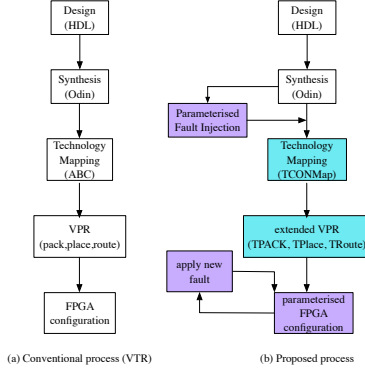 Design
(HDL)
Synthesis
(Odin)
Technology
Mapping
(ABC)
VPR
(pack,place,route)
FPGA
configuration
(a) Conventional process (VTR)
Design
(HDL)
Synthesis
(Odin)
Parameterised
Fault Injection
Technology
Mapping
(TCONMap)
extended VPR
(TPACK, TPlace, TRoute)
apply new
fault
parameterised
FPGA
configuration
(b) Proposed process